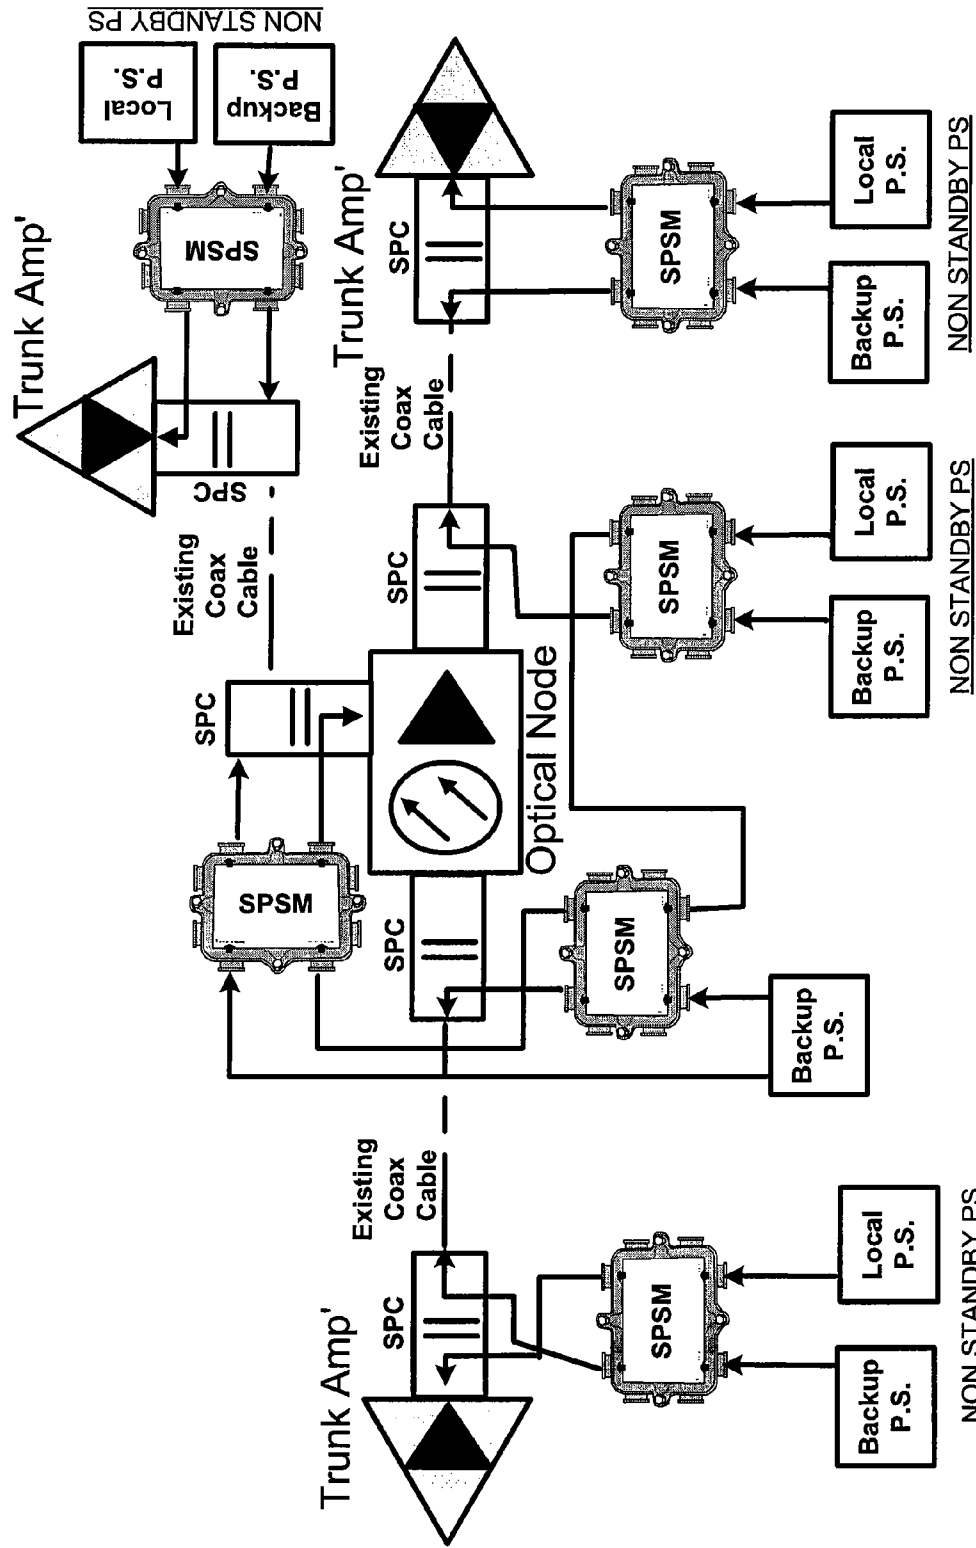 Trunk Amp'
SPC
Existing
Coax
Cable
SPSM
Backup
P.S.
Local
P.S.
NON STANDBY PS
SPSM
SPC
SPC
Optical Node
SPC
SPSM
Backup
P.S.
Existing
Coax
Cable
SPC
Trunk Amp'
SPSM
Local
P.S.
Backup
P.S.
NON STANDBY PS
SPSM
Backup
P.S.
Local
P.S.
NON STANDBY PS
Existing
Coax
Cable
Trunk Amp'
SPC
SPSM
Backup
P.S.
Local
P.S.
NON STANDBY PS